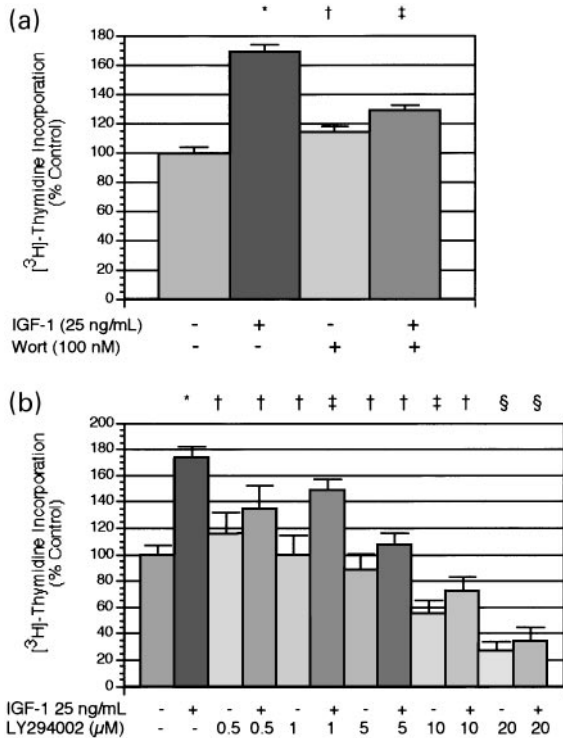 (a)
* † ‡
[³H]-Thymidine Incorporation
(% Control)
180
160
140
120
100
80
60
40
20
0
IGF-1 (25 ng/mL) - + - +
Wort (100 nM) - - + +
(b)
* † † † ‡ † † ‡ † § §
[³H]-Thymidine Incorporation
(% Control)
200
180
160
140
120
100
80
60
40
20
0
IGF-1 25 ng/mL - + - + - + - + - + - +
LY294002 (µM) - - 0.5 0.5 1 1 5 5 10 10 20 20